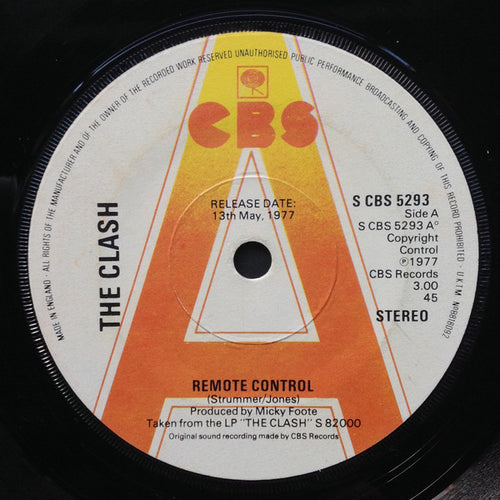 MADE IN ENGLAND · ALL RIGHTS OF THE MANUFACTURER AND OF THE OWNER OF THE RECORDED WORK RESERVED UNAUTHORISED PUBLIC PERFORMANCE BROADCASTING AND COPYING OF THIS RECORD PROHIBITED · U.K.T.M. Nº B818092
CBS
THE CLASH
RELEASE DATE:
13th May, 1977
S CBS 5293
Side A
S CBS 5293 A°
Copyright
Control
℗1977
CBS Records
3.00
45
STEREO
A
REMOTE CONTROL
(Strummer/Jones)
Produced by Micky Foote
Taken from the LP "THE CLASH" S 82000
Original sound recording made by CBS Records